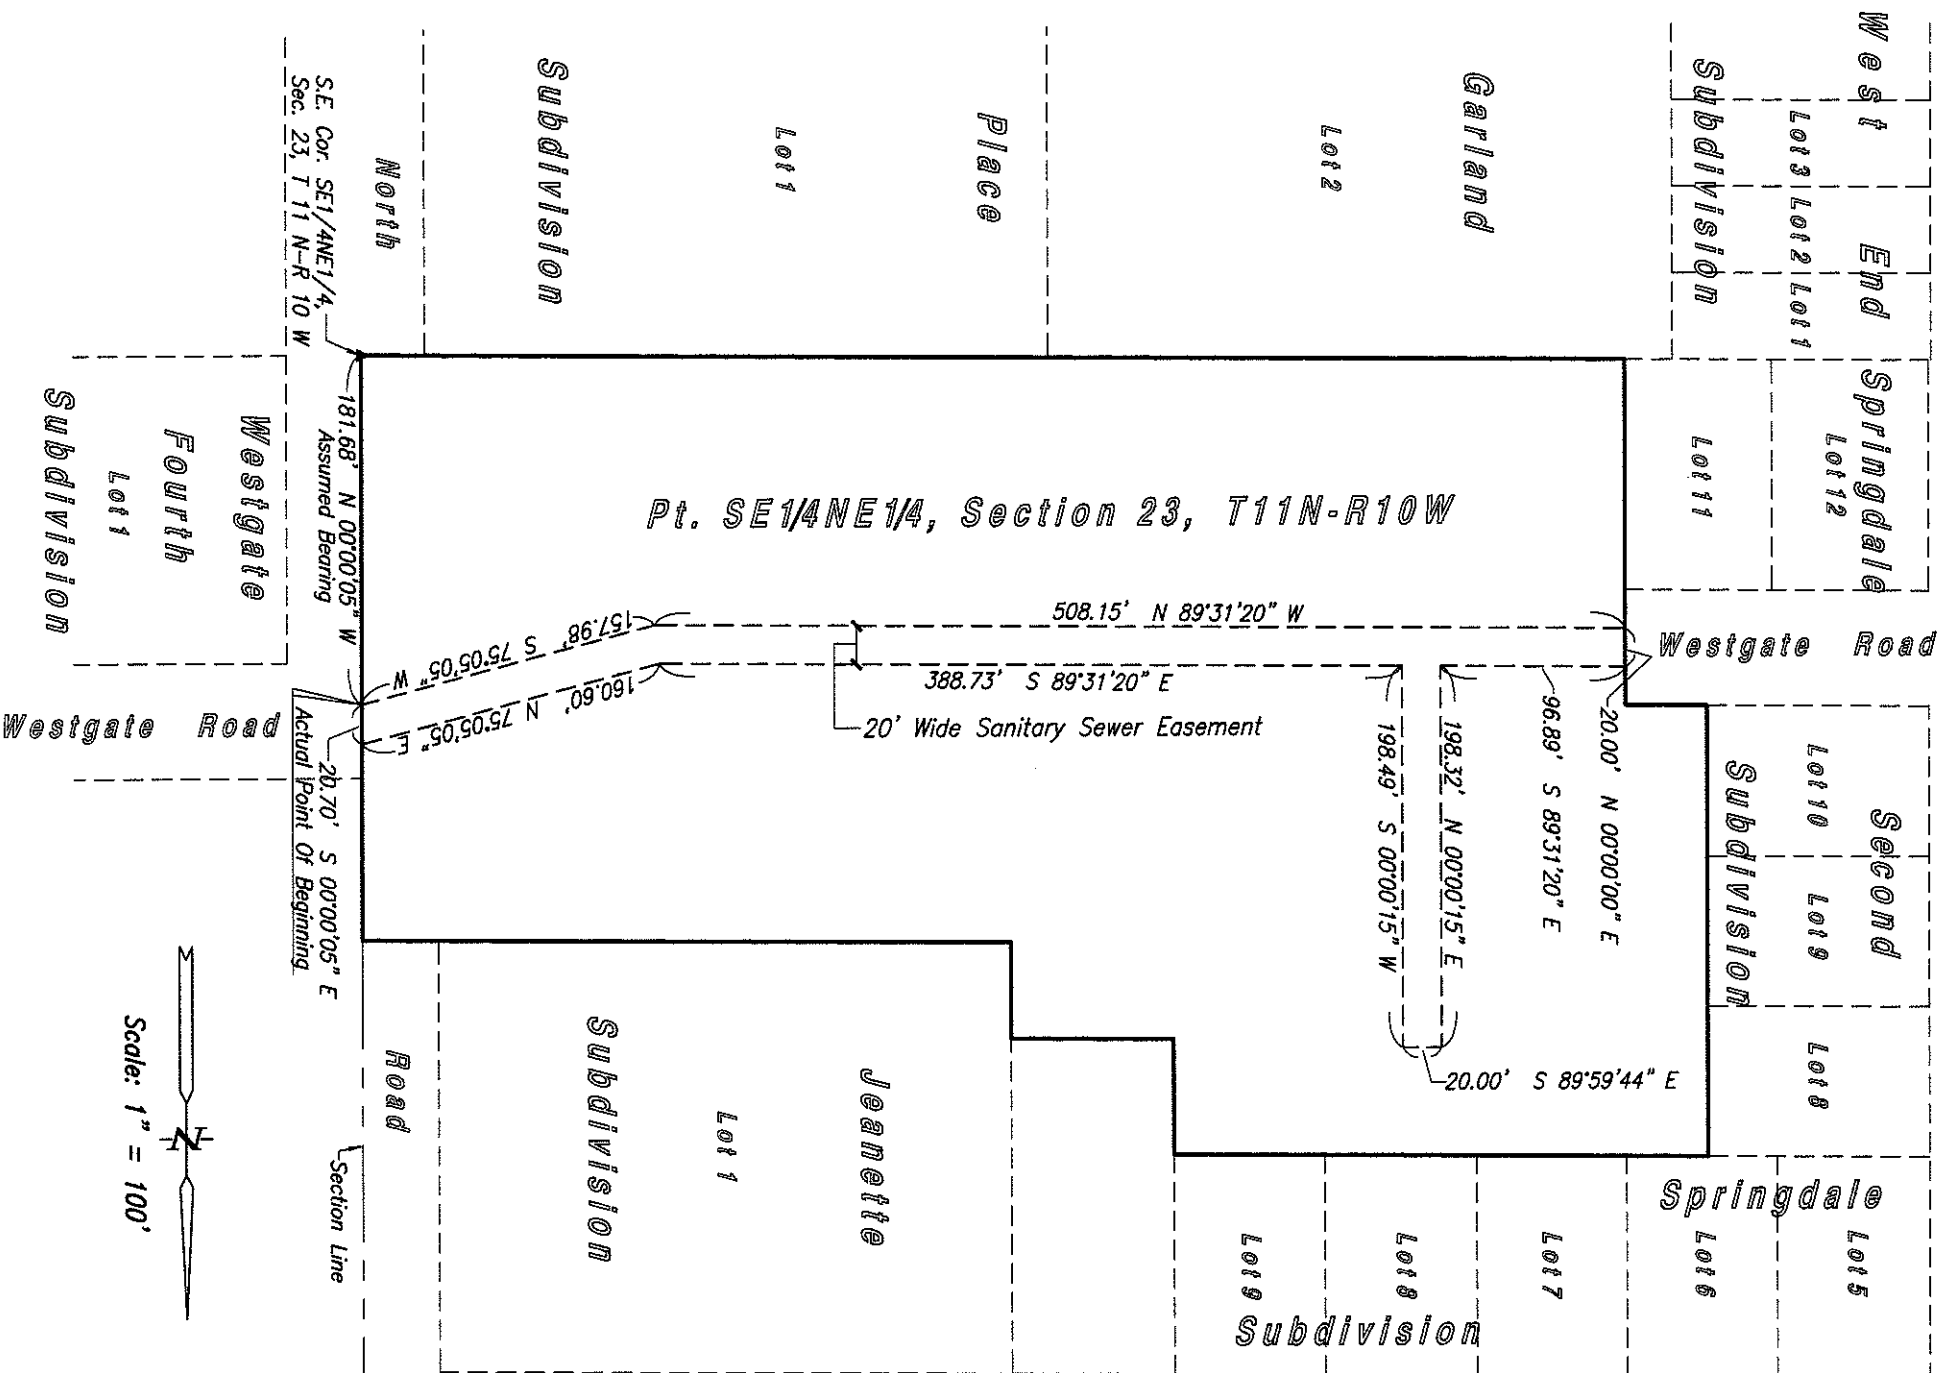 West End
Subdivision
Lot 3
Lot 2
Lot 1
Garland
Place
Subdivision
Lot 2
Lot 1
North
S.E. Cor. SE1/4NE1/4,
Sec. 23, T 11 N-R 10 W
Westgate
Fourth
Subdivision
Lot 1
181.68' N 00°00'05" W
Assumed Bearing
Pt. SE1/4NE1/4, Section 23, T11N-R10W
Springdale
Lot 12
Lot 11
508.15' N 89°31'20" W
Westgate Road
157.98' S 75°05'05" W
388.73' S 89°31'20" E
160.60' N 75°05'05" E
20' Wide Sanitary Sewer Easement
Westgate Road
Actual Point Of Beginning
20.70' S 00°00'05" E
198.49' S 00°00'15" W
198.32' N 00°00'15" E
96.89' S 89°31'20" E
20.00' N 00°00'00" E
20.00' S 89°59'44" E
Second
Subdivision
Lot 10
Lot 9
Lot 8
Springdale
Subdivision
Lot 9
Lot 8
Lot 7
Lot 6
Lot 5
Jeanette
Subdivision
Lot 1
Road
Section Line
N
Scale: 1" = 100'